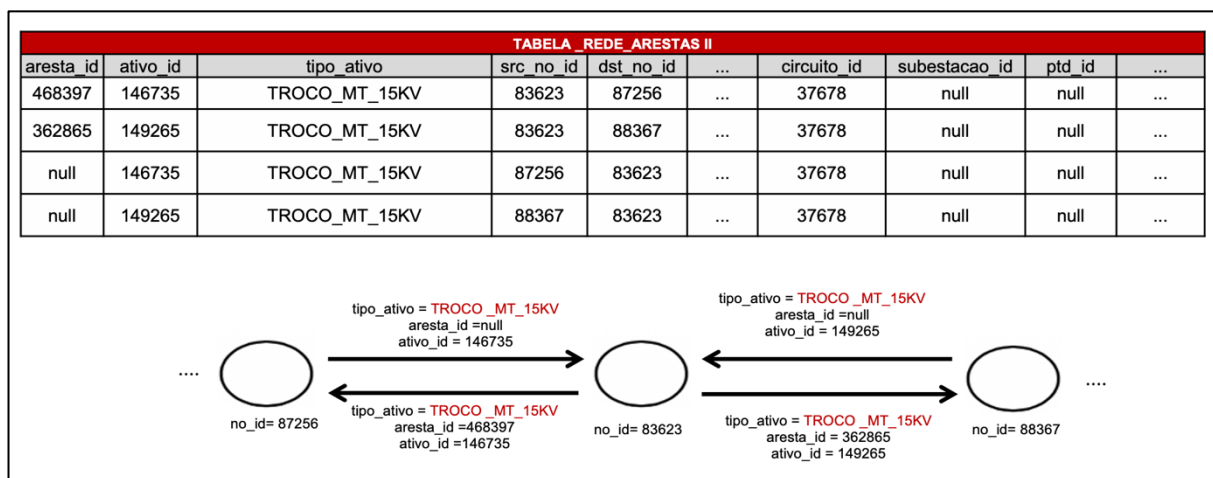 TABELA _REDE_ARESTAS II
aresta_id ativo_id tipo_ativo src_no_id dst_no_id ... circuito_id subestacao_id ptd_id ...
468397 146735 TROCO_MT_15KV 83623 87256 ... 37678 null null ...
362865 149265 TROCO_MT_15KV 83623 88367 ... 37678 null null ...
null 146735 TROCO_MT_15KV 87256 83623 ... 37678 null null ...
null 149265 TROCO_MT_15KV 88367 83623 ... 37678 null null ...
tipo_ativo = TROCO _MT_15KV
aresta_id =null
ativo_id = 146735
tipo_ativo = TROCO _MT_15KV
aresta_id =null
ativo_id = 149265
....
....
no_id= 87256
tipo_ativo = TROCO _MT_15KV
aresta_id =468397
ativo_id =146735
no_id= 83623
tipo_ativo = TROCO _MT_15KV
aresta_id = 362865
ativo_id = 149265
no_id= 88367